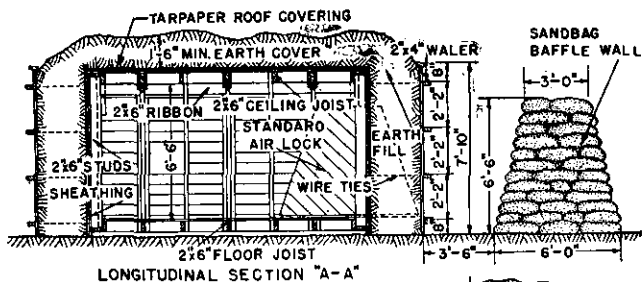 TARPAPER ROOF COVERING
1'-6" MIN. EARTH COVER
2"x4" WALER
SANDBAG
BAFFLE WALL
8"
3'-0"
2"x6" RIBBON
2"x6" CEILING JOIST
STANDARD
AIR LOCK
6'-6"
EARTH
FILL
2'-2"
2'-2"
2'-2"
7'-10"
6'-6"
2"x6" STUDS
SHEATHING
WIRE TIES
8"
2"x6" FLOOR JOIST
3'-6"
6'-0"
LONGITUDINAL SECTION "A-A"